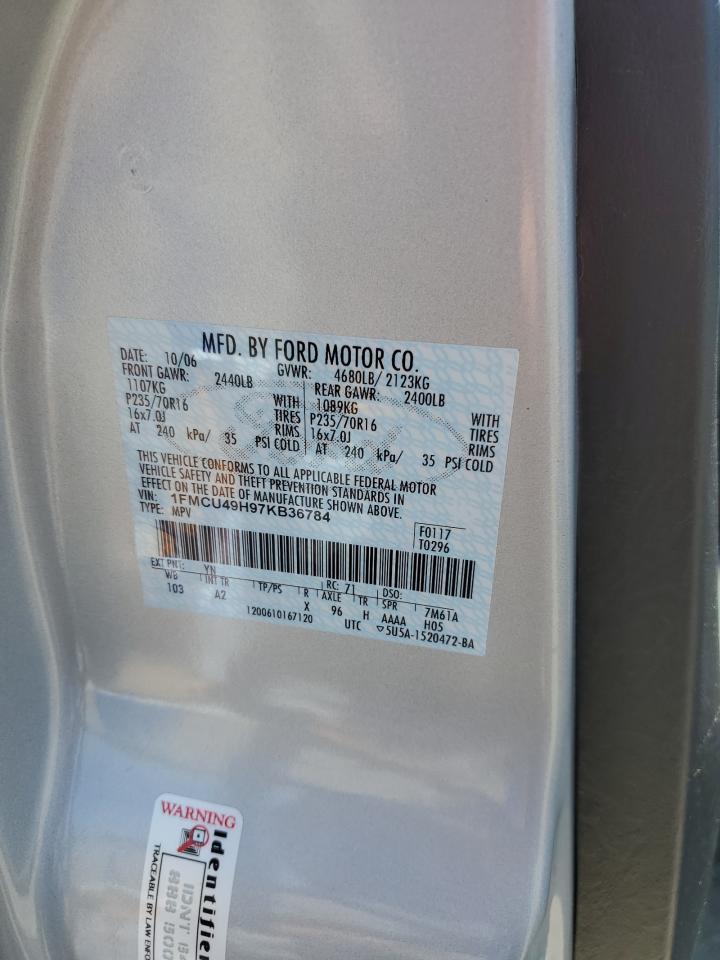 MFD. BY FORD MOTOR CO.
DATE: 10/06 GVWR: 4680LB/ 2123KG
FRONT GAWR: 2440LB REAR GAWR: 2400LB
1107KG WITH 1089KG WITH
P235/70R16 TIRES P235/70R16 TIRES
16x7.0J RIMS 16x7.0J RIMS
AT 240 kPa/ 35 PSI COLD AT 240 kPa/ 35 PSI COLD
THIS VEHICLE CONFORMS TO ALL APPLICABLE FEDERAL MOTOR
VEHICLE SAFETY AND THEFT PREVENTION STANDARDS IN
EFFECT ON THE DATE OF MANUFACTURE SHOWN ABOVE.
VIN: 1FMCU49H97KB36784
TYPE: MPV
F0117
T0296
EXT PNT: YN RC: 71 DSO:
WB INT TR TP/PS R AXLE TR SPR 7M61A
103 A2 X 96 H AAAA H05
1200610167120 UTC ▽5U5A-1520472-BA
WARNING
Identifier
TRACEABLE BY LAW